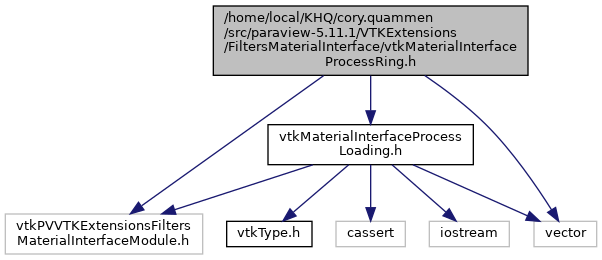 /home/local/KHQ/cory.quammen
/src/paraview-5.11.1/VTKExtensions
/FiltersMaterialInterface/vtkMaterialInterface
ProcessRing.h
vtkMaterialInterfaceProcess
Loading.h
vtkPVVTKExtensionsFilters
MaterialInterfaceModule.h
vtkType.h
cassert
iostream
vector